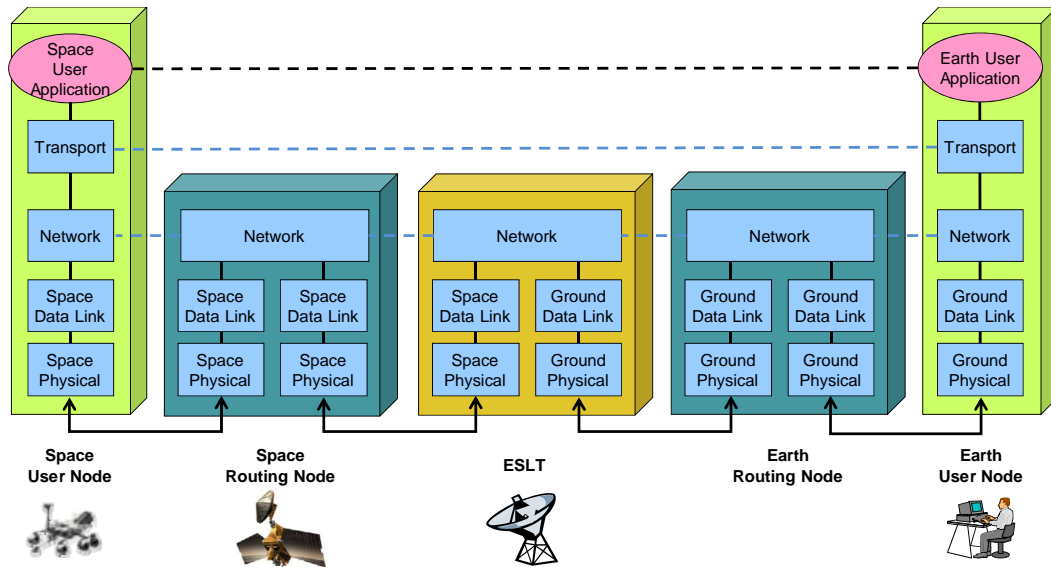 Space
User
Application
Earth User
Application
Transport
Transport
Network
Network
Network
Network
Network
Space
Data Link
Space
Data Link
Space
Data Link
Space
Data Link
Ground
Data Link
Ground
Data Link
Ground
Data Link
Ground
Data Link
Space
Physical
Space
Physical
Space
Physical
Space
Physical
Ground
Physical
Ground
Physical
Ground
Physical
Ground
Physical
Space
User Node
Space
Routing Node
ESLT
Earth
Routing Node
Earth
User Node